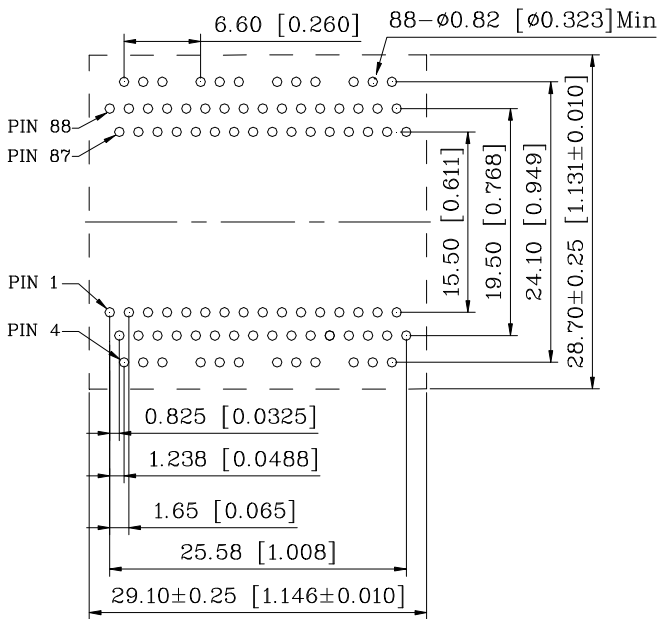 6.60 [0.260]
88-ø0.82 [ø0.323]Min
PIN 88
PIN 87
15.50 [0.611]
19.50 [0.768]
24.10 [0.949]
28.70±0.25 [1.131±0.010]
PIN 1
PIN 4
0.825 [0.0325]
1.238 [0.0488]
1.65 [0.065]
25.58 [1.008]
29.10±0.25 [1.146±0.010]